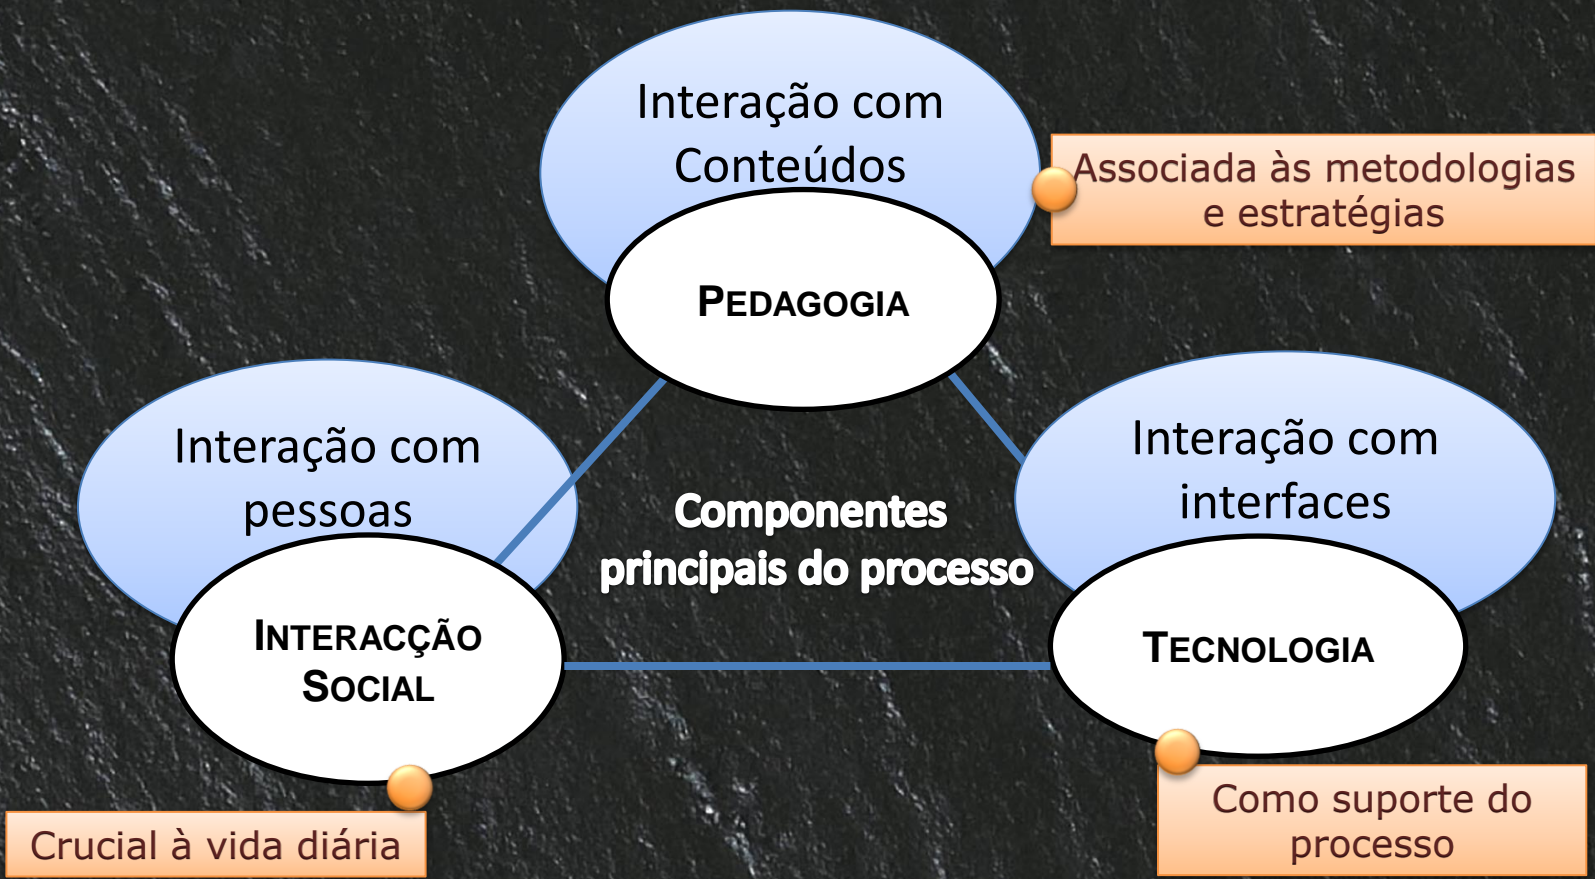 Interação com
Conteúdos
Associada às metodologias
e estratégias
PEDAGOGIA
Interação com
pessoas
Interação com
interfaces
Componentes
principais do processo
INTERACÇÃO
SOCIAL
TECNOLOGIA
Crucial à vida diária
Como suporte do
processo